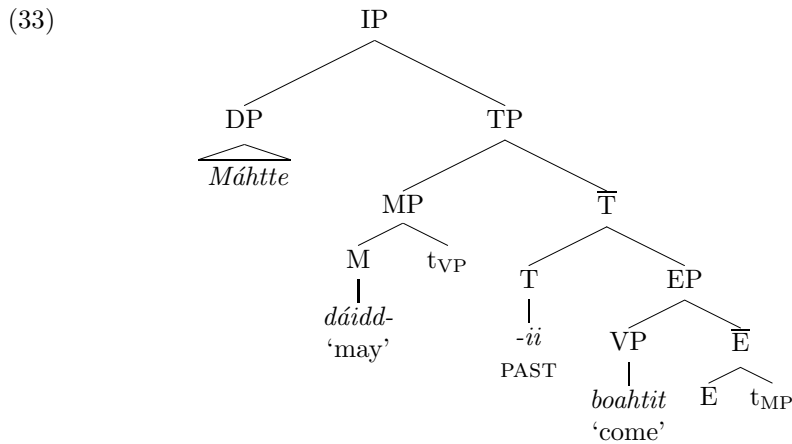 (33) IP
DP TP
Máhtte
MP T̅
M t_VP T EP
dáidd- -ii VP E̅
'may' PAST
boahtit E t_MP
'come'